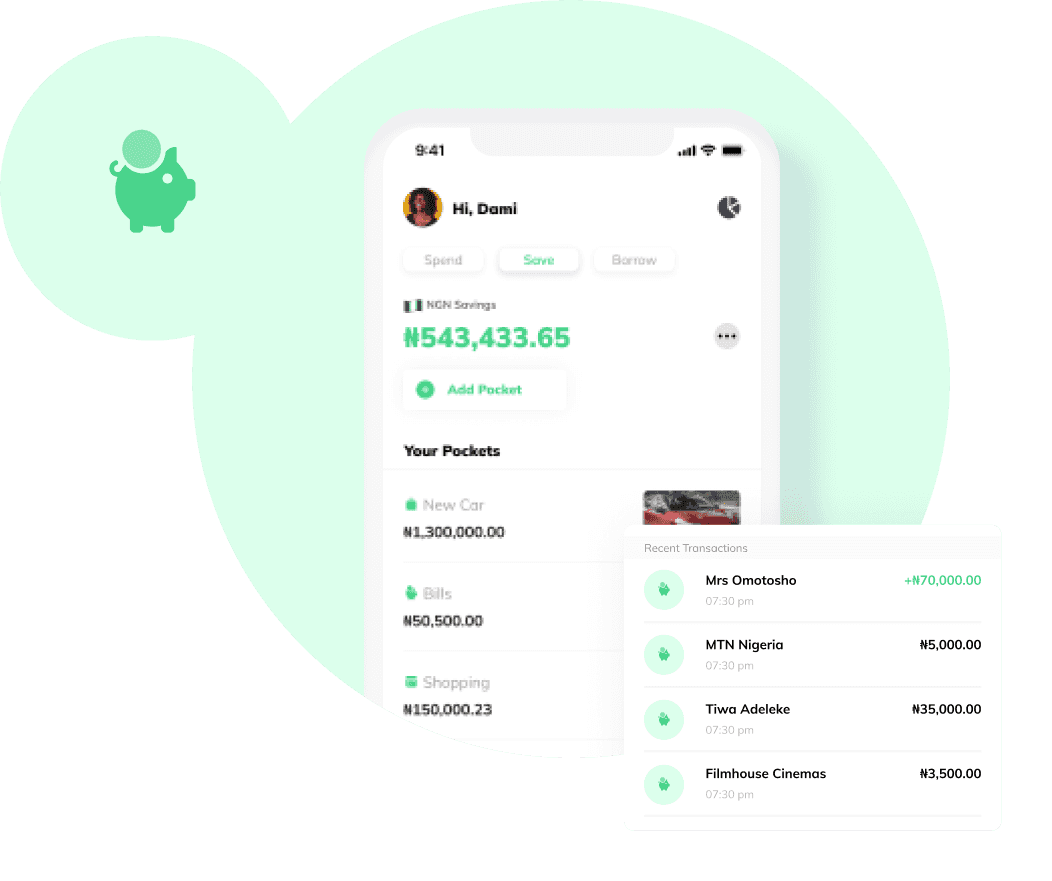 9:41
Hi, Dami
Spend Save Borrow
NGN Savings
₦543,433.65
Add Pocket
Your Pockets
New Car
₦1,300,000.00
Bills
₦50,500.00
Shopping
₦150,000.23
Recent Transactions
Mrs Omotosho +₦70,000.00
07:30 pm
MTN Nigeria ₦5,000.00
07:30 pm
Tiwa Adeleke ₦35,000.00
07:30 pm
Filmhouse Cinemas ₦3,500.00
07:30 pm